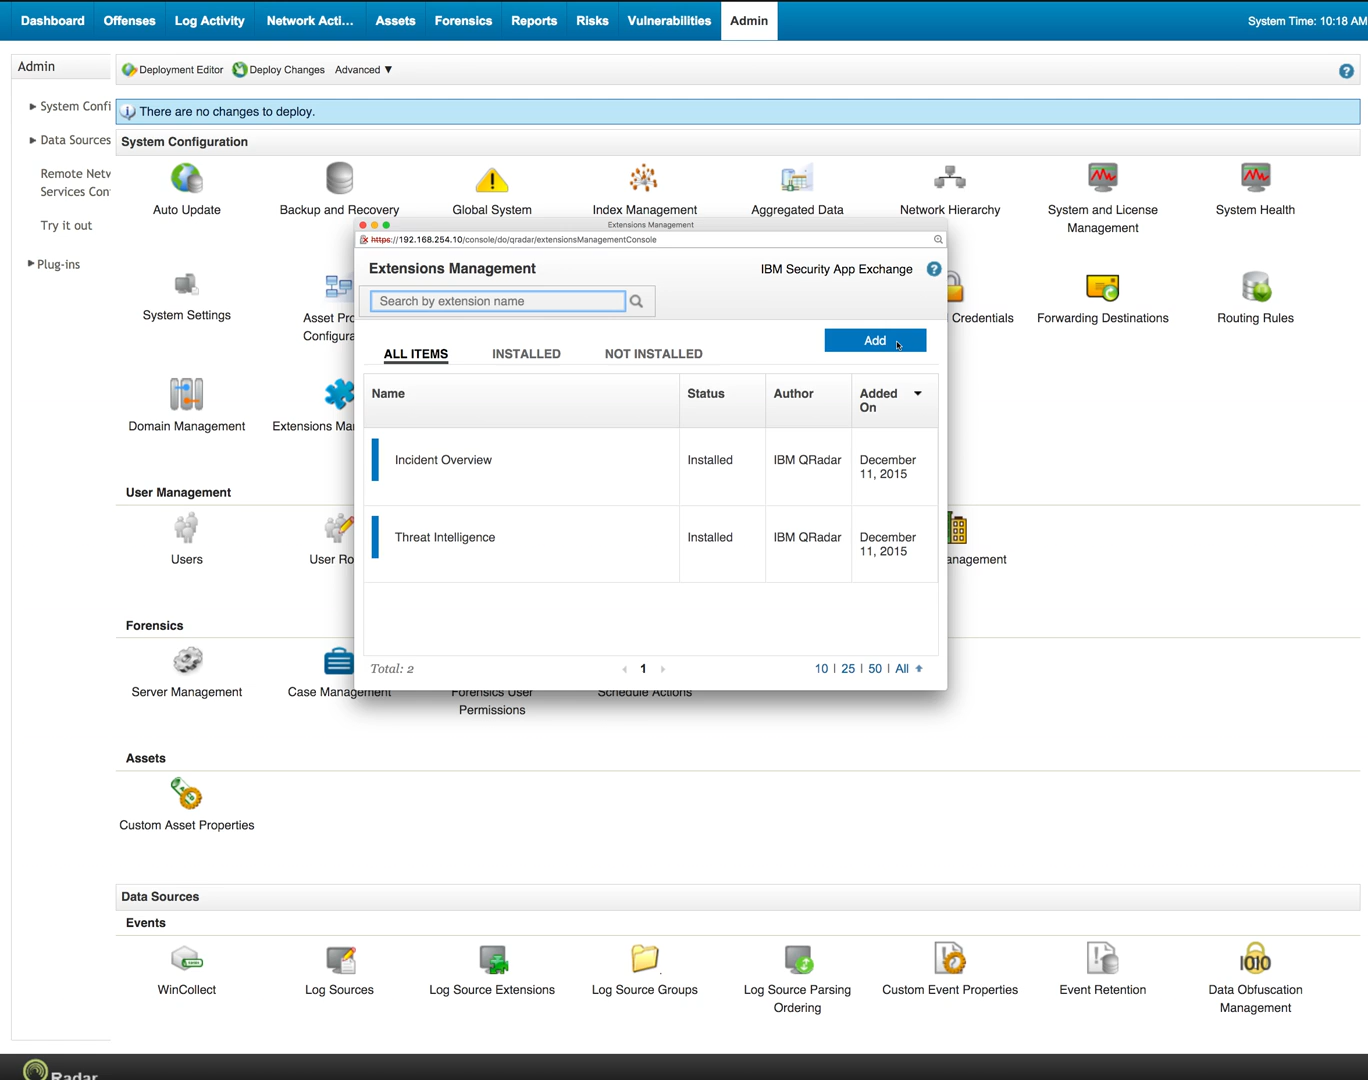 Dashboard Offenses Log Activity Network Acti... Assets Forensics Reports Risks Vulnerabilities Admin System Time: 10:18 AM
Admin
Deployment Editor Deploy Changes Advanced ▼
System Confi
There are no changes to deploy.
Data Sources
System Configuration
Remote Netw
Services Con
Try it out
Plug-ins
Auto Update
Backup and Recovery
Global System
Index Management
Aggregated Data
Network Hierarchy
System and License
Management
System Health
System Settings
Asset Pro
Configura
Credentials
Forwarding Destinations
Routing Rules
Domain Management
Extensions Ma
Extensions Management
https://192.168.254.10/console/do/qradar/extensionsManagementConsole
Extensions Management
IBM Security App Exchange
Search by extension name
Add
ALL ITEMS INSTALLED NOT INSTALLED
Name Status Author Added
On
Incident Overview Installed IBM QRadar December
11, 2015
Threat Intelligence Installed IBM QRadar December
11, 2015
Total: 2
1
10 | 25 | 50 | All
User Management
Users
User Ro
anagement
Forensics
Server Management
Case Management
Forensics User
Permissions
Schedule Actions
Assets
Custom Asset Properties
Data Sources
Events
WinCollect
Log Sources
Log Source Extensions
Log Source Groups
Log Source Parsing
Ordering
Custom Event Properties
Event Retention
Data Obfuscation
Management
Radar